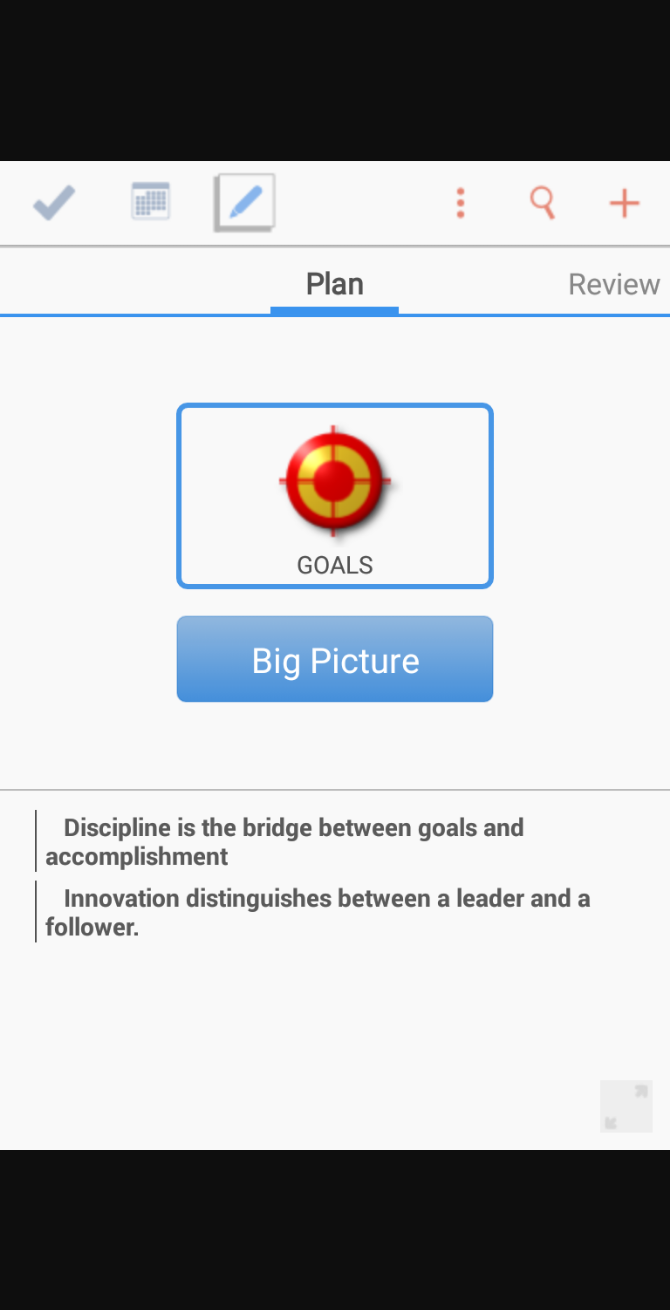 Plan
Review
GOALS
Big Picture
Discipline is the bridge between goals and
accomplishment
Innovation distinguishes between a leader and a
follower.